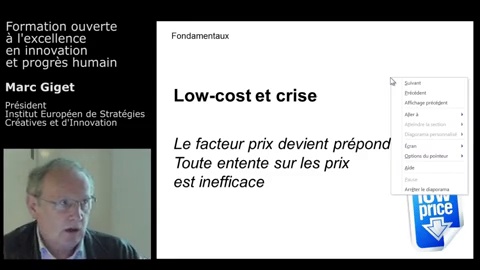 Formation ouverte
à l'excellence
en innovation
et progrès humain
Marc Giget
Président
Institut Européen de Stratégies
Créatives et d'Innovation
Fondamentaux
Low-cost et crise
Le facteur prix devient prépond
Toute entente sur les prix
est inefficace
Suivant
Précédent
Affichage précédent
Aller à
Atteindre la section
Diaporama personnalisé
Écran
Options du pointeur
Aide
Pause
Arrêter le diaporama
low
price